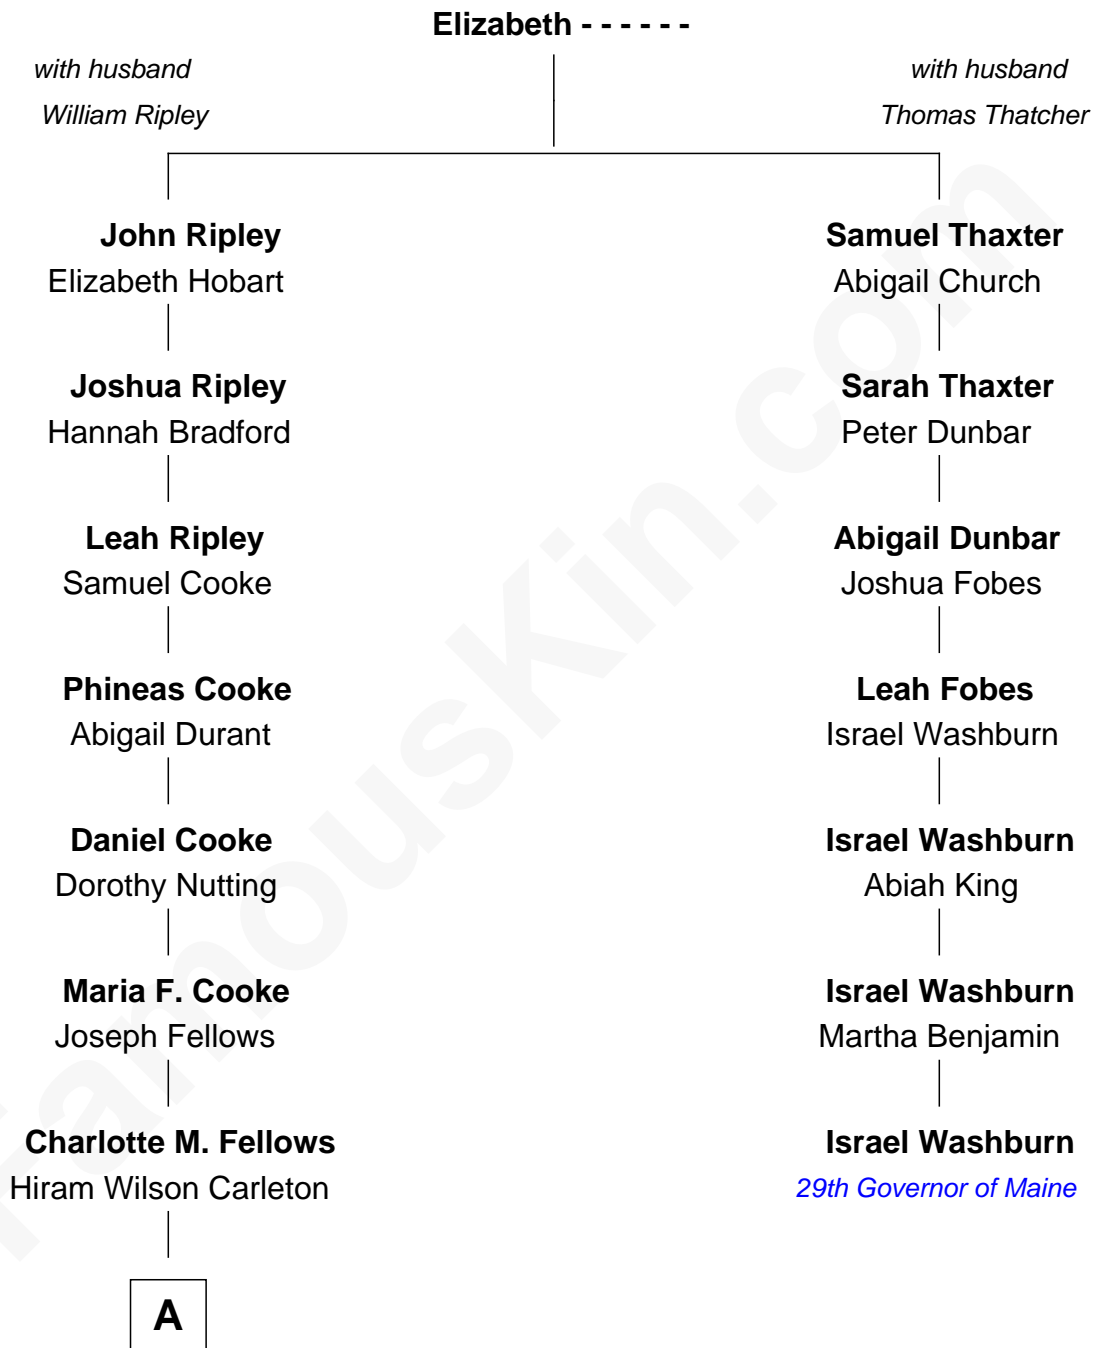 Elizabeth - - - - - -
with husband
William Ripley
with husband
Thomas Thatcher
John Ripley
Elizabeth Hobart
Samuel Thaxter
Abigail Church
Joshua Ripley
Hannah Bradford
Sarah Thaxter
Peter Dunbar
Leah Ripley
Samuel Cooke
Abigail Dunbar
Joshua Fobes
Phineas Cooke
Abigail Durant
Leah Fobes
Israel Washburn
Daniel Cooke
Dorothy Nutting
Israel Washburn
Abiah King
Maria F. Cooke
Joseph Fellows
Israel Washburn
Martha Benjamin
Charlotte M. Fellows
Hiram Wilson Carleton
Israel Washburn
29th Governor of Maine
A
FamousKin.com